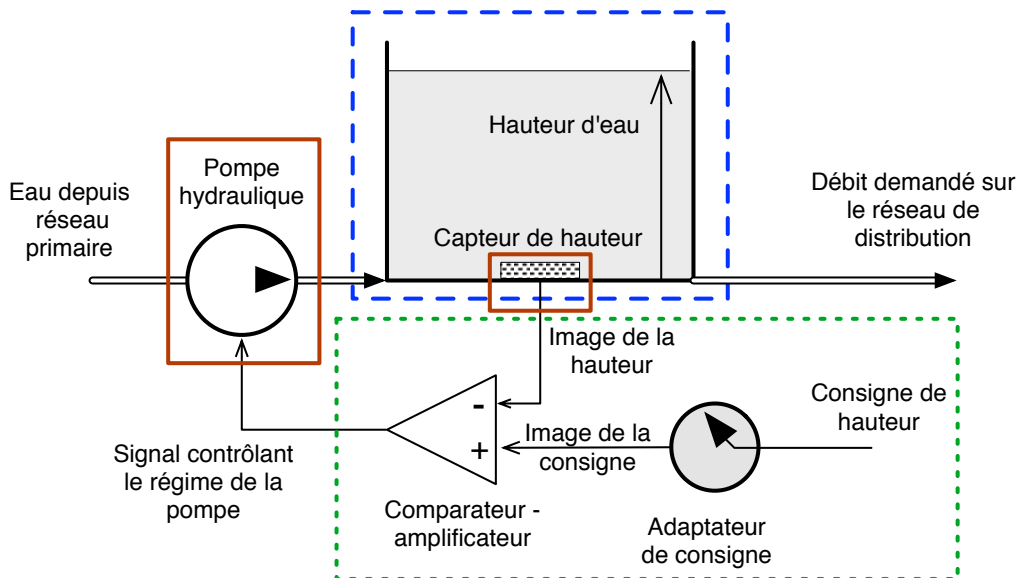 Pompe
hydraulique
Eau depuis
réseau
primaire
Hauteur d'eau
Capteur de hauteur
Débit demandé sur
le réseau de
distribution
Image de la
hauteur
Consigne de
hauteur
-
+
Image de la
consigne
Signal contrôlant
le régime de la
pompe
Comparateur -
amplificateur
Adaptateur
de consigne